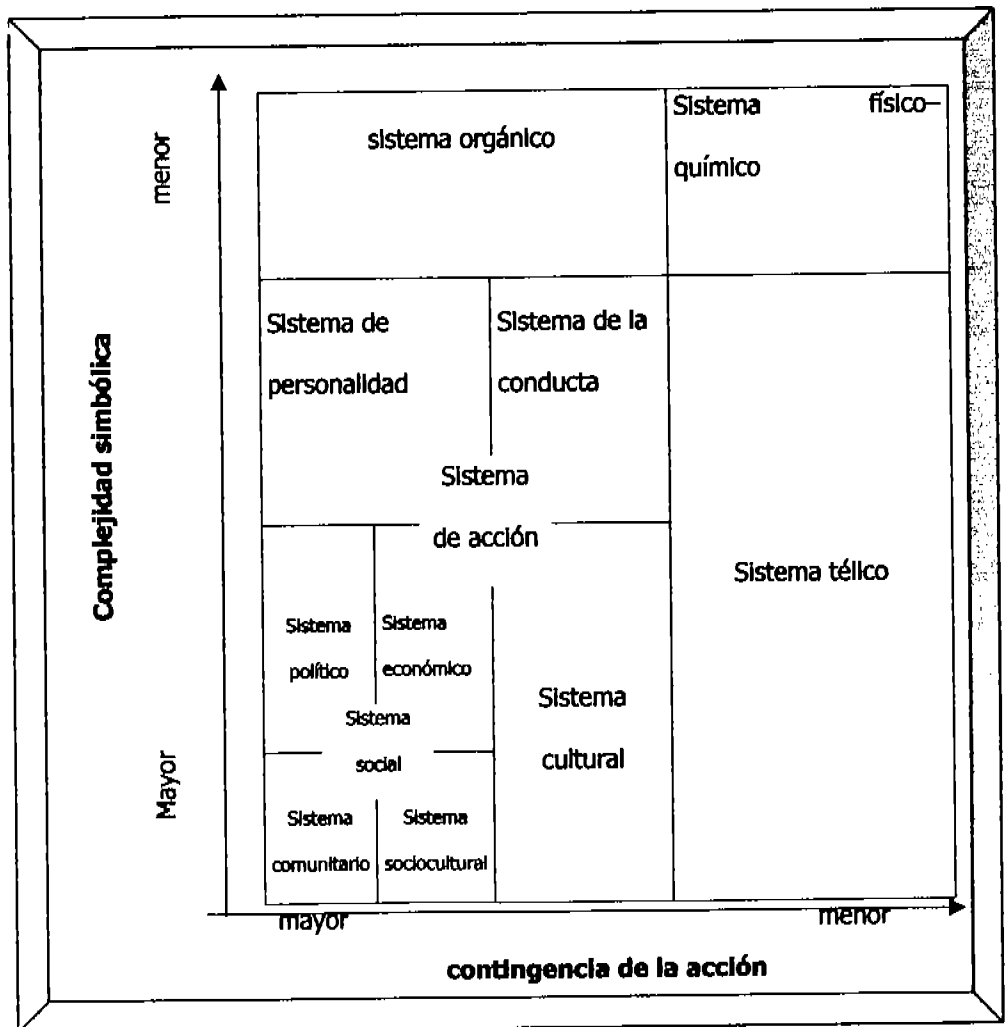 menor
Complejidad simbólica
Mayor
sistema orgánico
Sistema físico–
químico
Sistema de
personalidad
Sistema de la
conducta
Sistema
de acción
Sistema télico
Sistema
político
Sistema
económico
Sistema
social
Sistema
cultural
Sistema
comunitario
Sistema
sociocultural
mayor
menor
contingencia de la acción